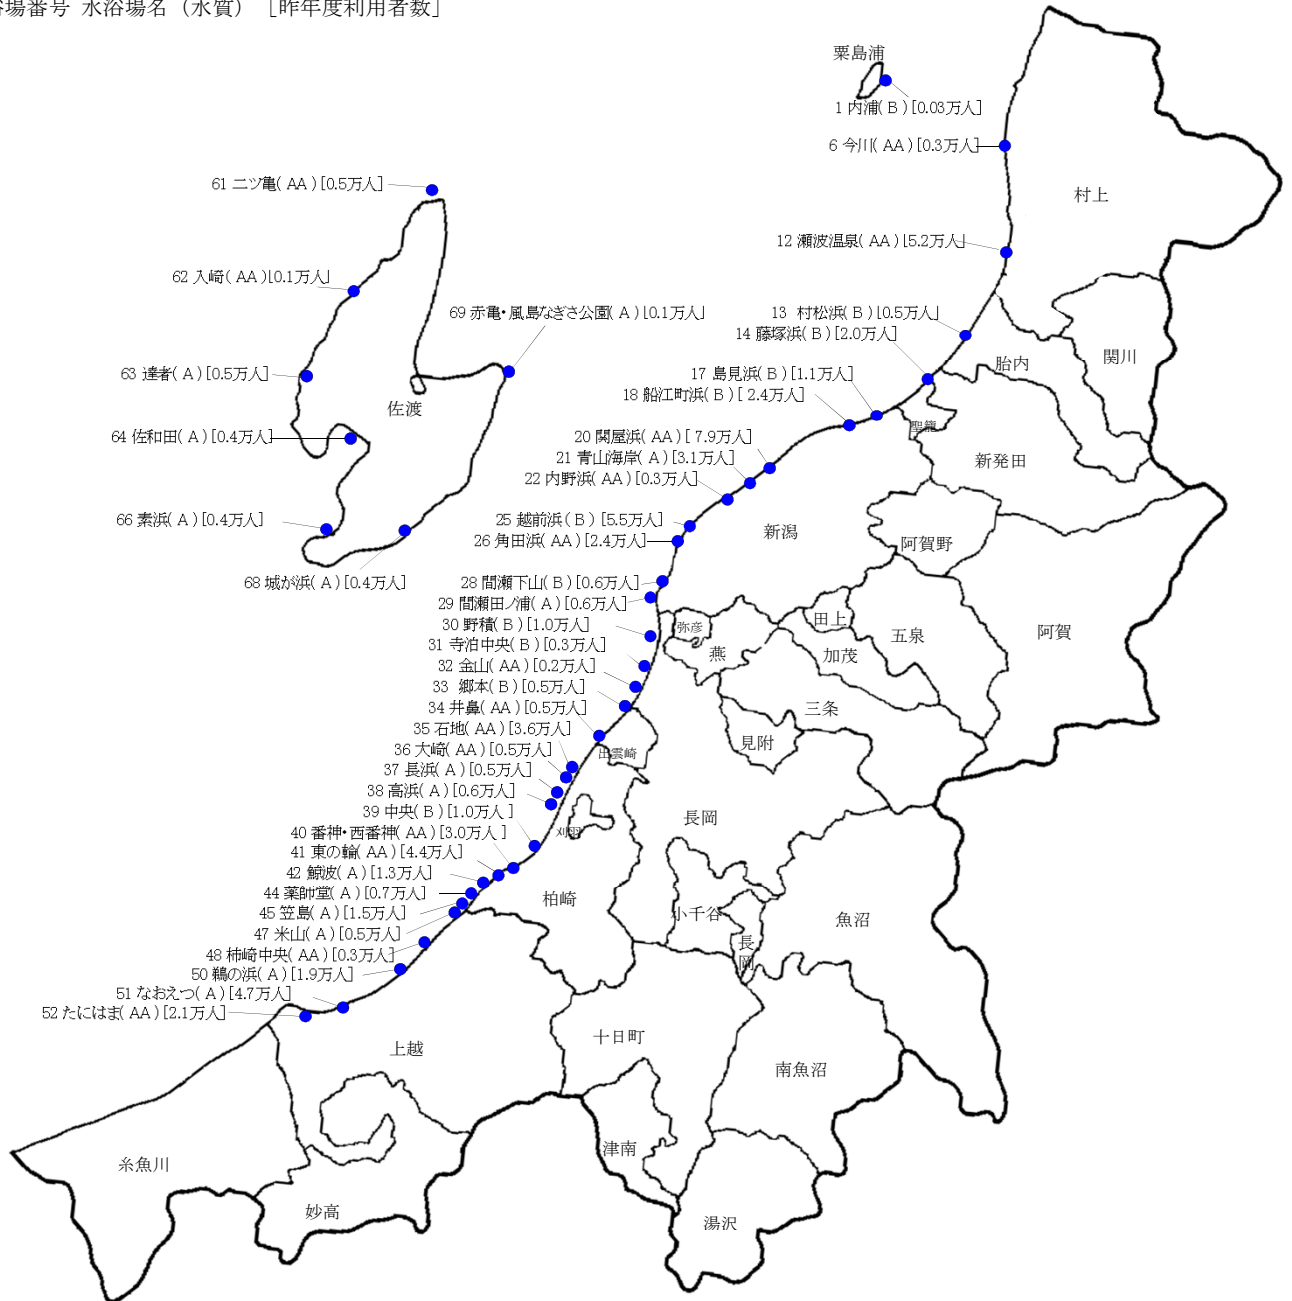 浴場番号 水浴場名（水質）［昨年度利用者数］
粟島浦
1 内浦( B ) [0.03万人]
6 今川( AA ) [0.3万人]
村上
61 二ツ亀( AA ) [0.5万人]
12 瀬波温泉( AA ) [5.2万人]
62 入崎( AA ) [0.1万人]
69 赤亀・風島なぎさ公園( A ) [0.1万人]
13 村松浜( B ) [0.5万人]
14 藤塚浜( B ) [2.0万人]
関川
胎内
63 達者( A ) [0.5万人]
17 島見浜( B ) [1.1万人]
18 船江町浜( B ) [ 2.4万人]
佐渡
聖籠
64 佐和田( A ) [0.4万人]
20 関屋浜( AA ) [ 7.9万人]
21 青山海岸( A ) [3.1万人]
新発田
22 内野浜( AA ) [0.3万人]
66 素浜( A ) [0.4万人]
25 越前浜( B ) [5.5万人]
新潟
26 角田浜( AA ) [2.4万人]
阿賀野
68 城が浜( A ) [0.4万人]
28 間瀬下山( B ) [0.6万人]
29 間瀬田ノ浦( A ) [0.6万人]
30 野積( B ) [1.0万人]
弥彦
田上
五泉
阿賀
31 寺泊中央( B ) [0.3万人]
燕
加茂
32 金山( AA ) [0.2万人]
33 郷本( B ) [0.5万人]
34 井鼻( AA ) [0.5万人]
三条
35 石地( AA ) [3.6万人]
見附
36 大崎( AA ) [0.5万人]
出雲崎
37 長浜( A ) [0.5万人]
38 高浜( A ) [0.6万人]
39 中央( B ) [1.0万人 ]
長岡
40 番神・西番神( AA ) [3.0万人 ]
刈羽
41 東の輪( AA ) [4.4万人]
42 鯨波( A ) [1.3万人]
44 薬師堂( A ) [0.7万人]
柏崎
45 笠島( A ) [1.5万人]
小千谷
魚沼
47 米山( A ) [0.5万人]
48 柿崎中央( AA ) [0.3万人]
長岡
50 鵜の浜( A ) [1.9万人]
51 なおえつ( A ) [4.7万人]
52 たにはま( AA ) [2.1万人]
十日町
上越
南魚沼
津南
糸魚川
妙高
湯沢